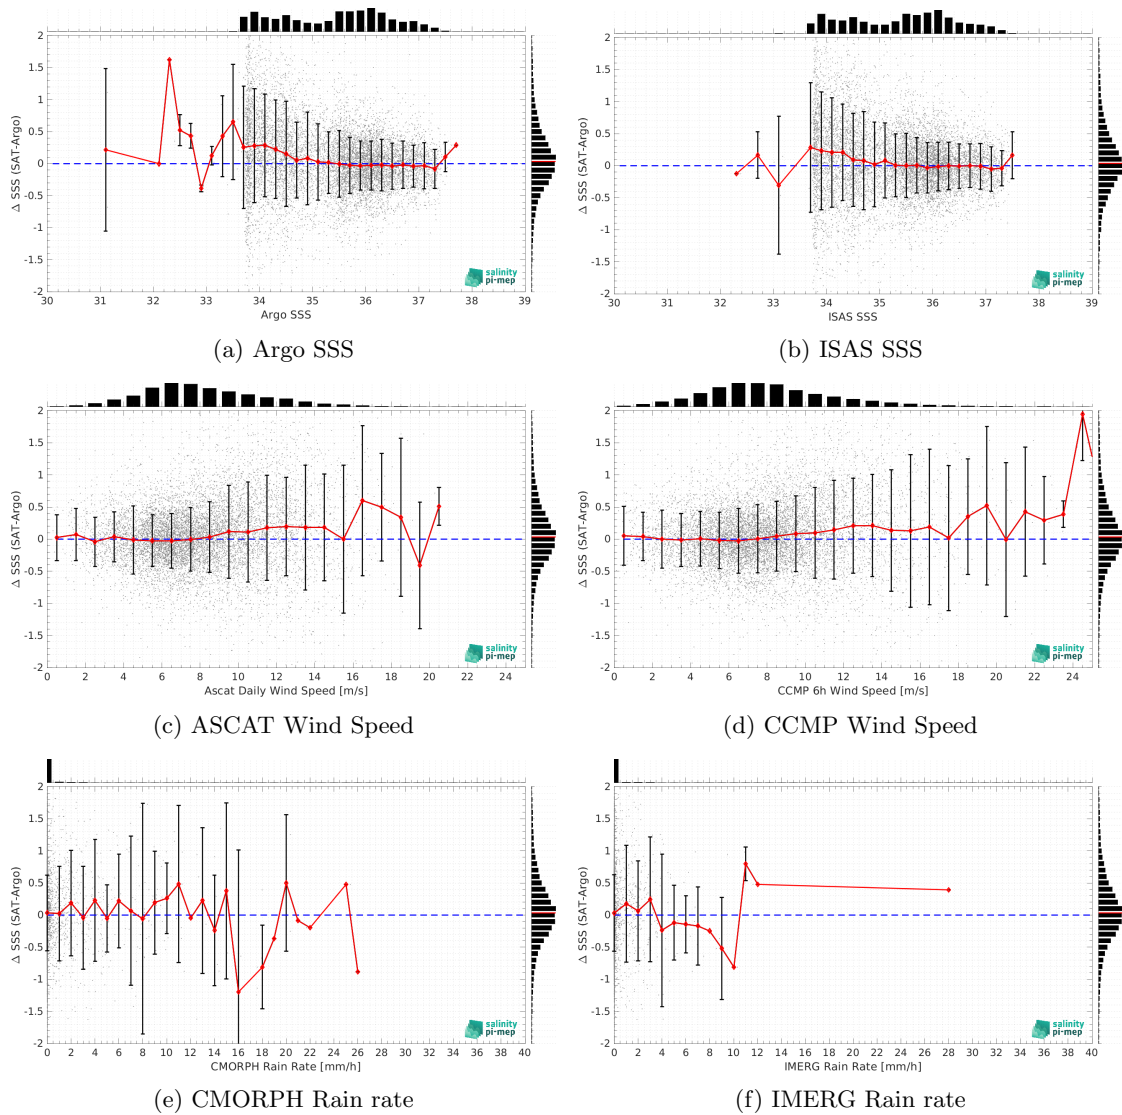 2
1.5
1
0.5
0
-0.5
-1
-1.5
-2
Δ SSS (SAT-Argo)
salinity
pi-mep
30 31 32 33 34 35 36 37 38 39
Argo SSS
(a) Argo SSS
2
1.5
1
0.5
0
-0.5
-1
-1.5
-2
Δ SSS (SAT-Argo)
salinity
pi-mep
30 31 32 33 34 35 36 37 38 39
ISAS SSS
(b) ISAS SSS
2
1.5
1
0.5
0
-0.5
-1
-1.5
-2
Δ SSS (SAT-Argo)
salinity
pi-mep
0 2 4 6 8 10 12 14 16 18 20 22 24
Ascat Daily Wind Speed [m/s]
(c) ASCAT Wind Speed
2
1.5
1
0.5
0
-0.5
-1
-1.5
-2
Δ SSS (SAT-Argo)
salinity
pi-mep
0 2 4 6 8 10 12 14 16 18 20 22 24
CCMP 6h Wind Speed [m/s]
(d) CCMP Wind Speed
2
1.5
1
0.5
0
-0.5
-1
-1.5
-2
Δ SSS (SAT-Argo)
salinity
pi-mep
0 2 4 6 8 10 12 14 16 18 20 22 24 26 28 30 32 34 36 38 40
CMORPH Rain Rate [mm/h]
(e) CMORPH Rain rate
2
1.5
1
0.5
0
-0.5
-1
-1.5
-2
Δ SSS (SAT-Argo)
salinity
pi-mep
0 2 4 6 8 10 12 14 16 18 20 22 24 26 28 30 32 34 36 38 40
IMERG Rain Rate [mm/h]
(f) IMERG Rain rate